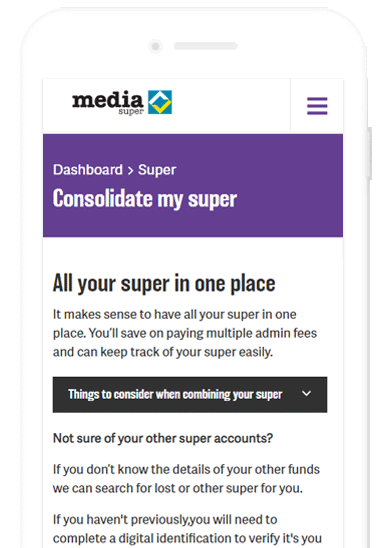 media
super
Dashboard > Super
Consolidate my super
All your super in one place
It makes sense to have all your super in one
place. You’ll save on paying multiple admin fees
and can keep track of your super easily.
Things to consider when combining your super
Not sure of your other super accounts?
If you don’t know the details of your other funds
we can search for lost or other super for you.
If you haven't previously,you will need to
complete a digital identification to verify it's you